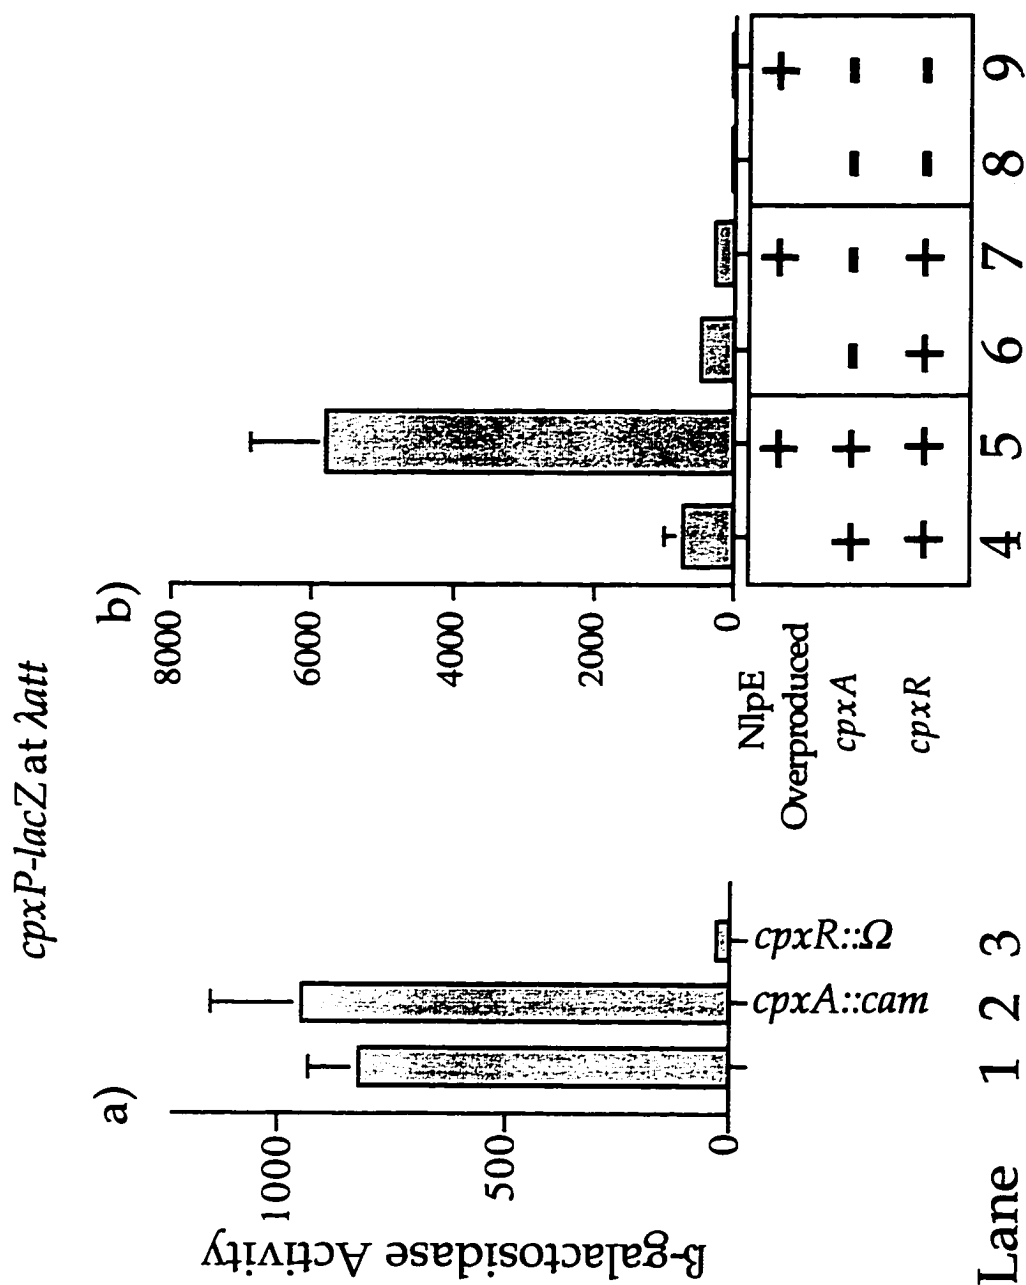 cpxP-lacZ at λatt
a)
β-galactosidase Activity
1000
500
0
cpxA::cam
cpxR::Ω
b)
8000
6000
4000
2000
0
NlpE
Overproduced + + +
cpxA + + - - - -
cpxR + + + + - -
Lane 1 2 3 4 5 6 7 8 9